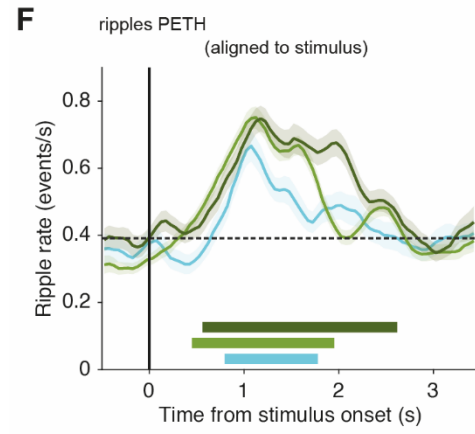 F
ripples PETH
(aligned to stimulus)
Ripple rate (events/s)
0.8
0.6
0.4
0.2
0
0 1 2 3
Time from stimulus onset (s)